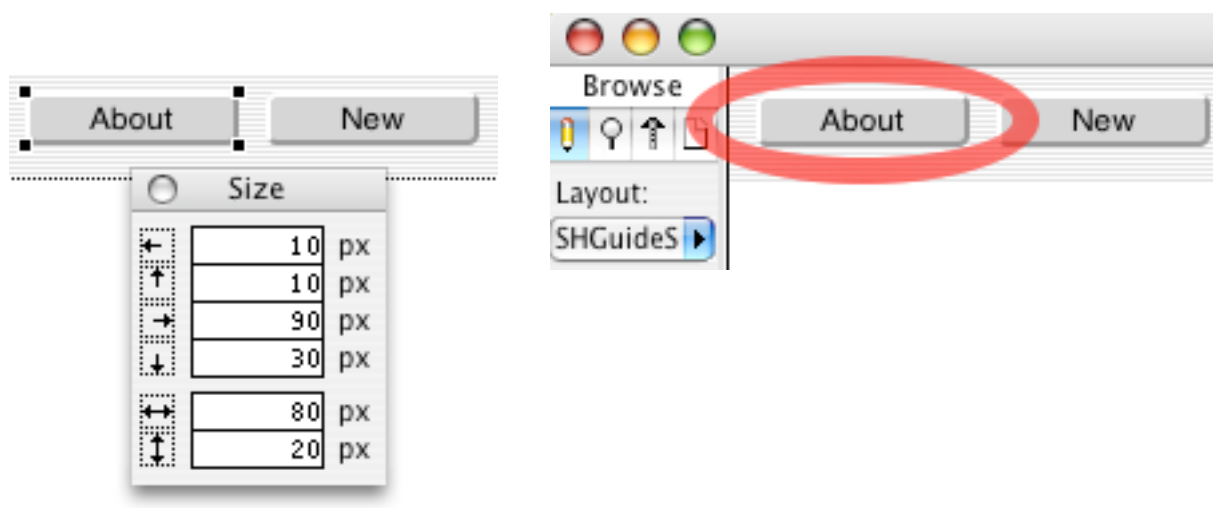 About New
Size
10 px
10 px
90 px
30 px
80 px
20 px
Browse
About New
Layout:
SHGuideS